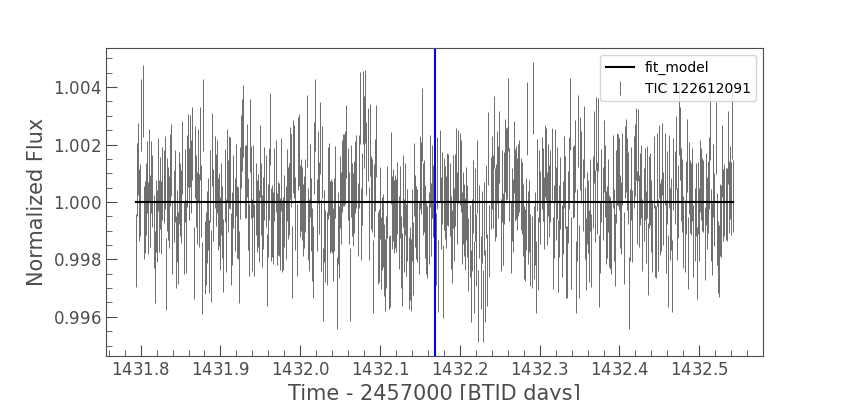 fit_model
TIC 122612091
1.004
1.002
1.000
0.998
0.996
Normalized Flux
1431.8 1431.9 1432.0 1432.1 1432.2 1432.3 1432.4 1432.5
Time - 2457000 [BTJD days]